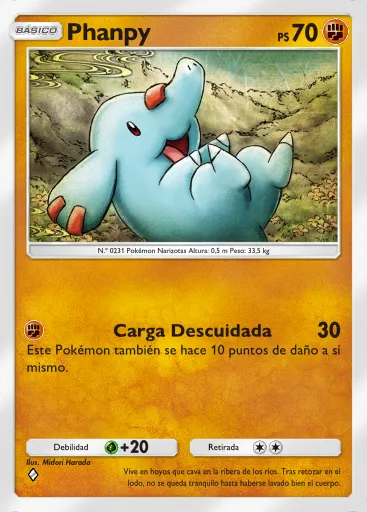 BÁSICO Phanpy PS 70
N.º 0231 Pokémon Narizotas Altura: 0,5 m Peso: 33,5 kg
Carga Descuidada 30
Este Pokémon también se hace 10 puntos de daño a sí
mismo.
Debilidad +20 Retirada
Ilus. Midori Harada
Vive en hoyos que cava en la ribera de los ríos. Tras retozar en el
lodo, no se queda tranquilo hasta haberse lavado bien el cuerpo.